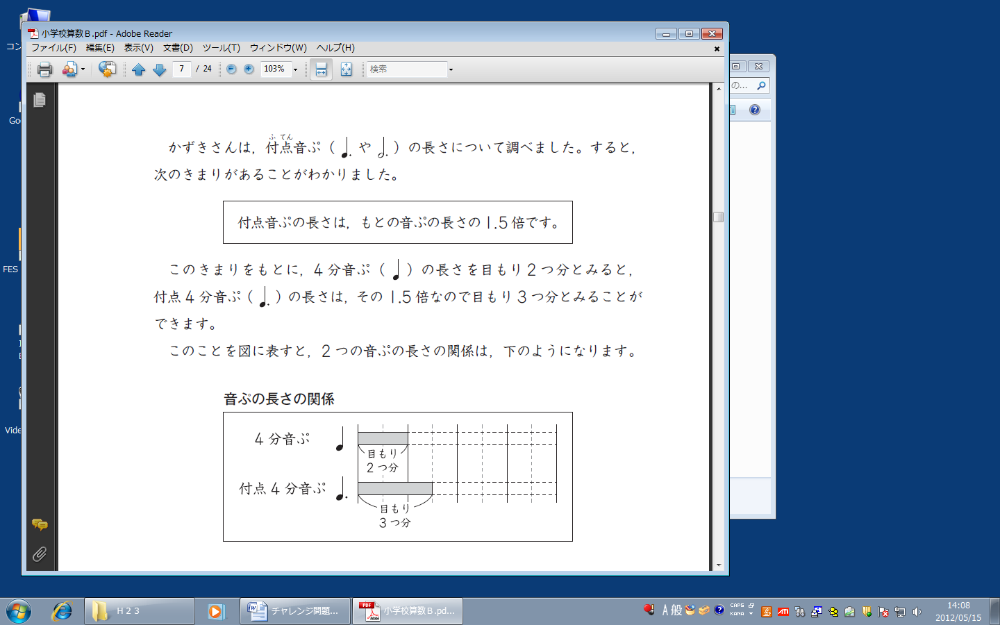 コン
小学校算数B.pdf - Adobe Reader
ファイル(F) 編集(E) 表示(V) 文書(D) ツール(T) ウィンドウ(W) ヘルプ(H)
7 / 24 103% 検索
の...
Go
FES
Vide
ふ てん
かずきさんは，付点音ぷ（ や ）の長さについて調べました。すると，
次のきまりがあることがわかりました。
付点音ぷの長さは，もとの音ぷの長さの1.5倍です。
このきまりをもとに，4分音ぷ（ ）の長さを目もり2つ分とみると，
付点4分音ぷ（ ）の長さは，その1.5倍なので目もり3つ分とみることが
できます。
このことを図に表すと，2つの音ぷの長さの関係は，下のようになります。
音ぷの長さの関係
4分音ぷ
目もり
2つ分
付点4分音ぷ
目もり
3つ分
H23
チャレンジ問題...
PDF
Adobe
小学校算数B.pd...
A 般
CAPS
KANA
ATI
14:08
2012/05/15